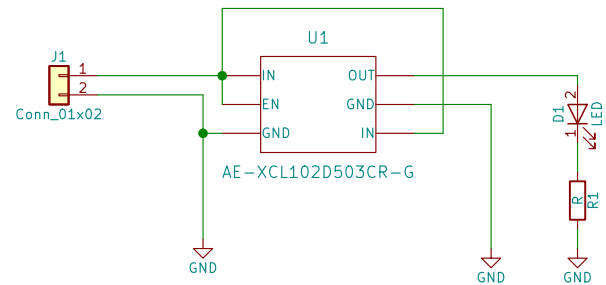 U1
J1
1
2
Conn_01x02
IN
EN
GND
OUT
GND
IN
AE-XCL102D503CR-G
D1
2
1
LED
R
R1
GND
GND
GND